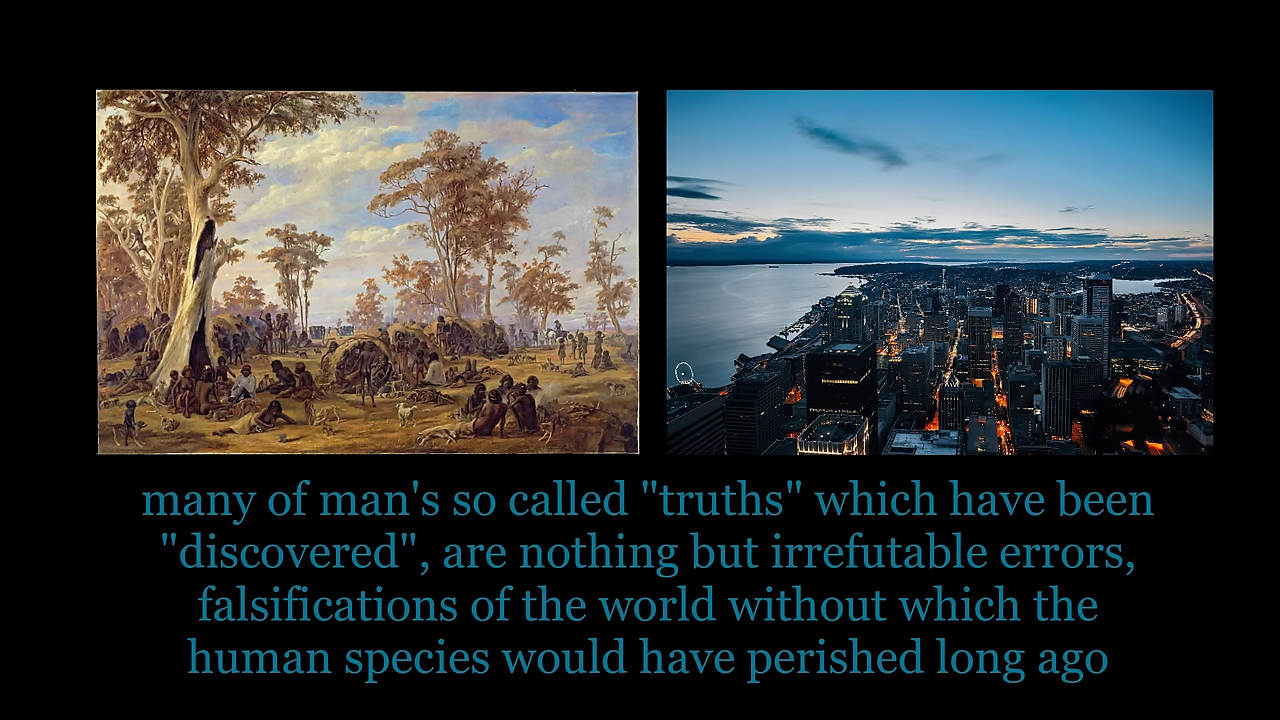 many of man's so called "truths" which have been
"discovered", are nothing but irrefutable errors,
falsifications of the world without which the
human species would have perished long ago